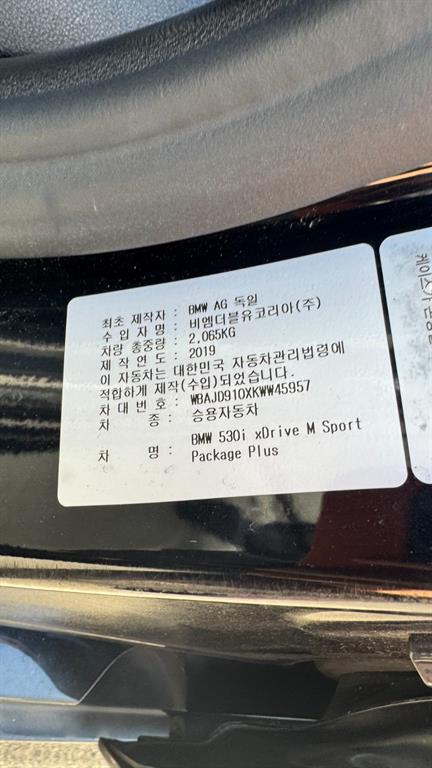 최초 제작자 : BMW AG 독일
수 입 자 명 : 비엠더블유코리아(주)
차량 총중량 : 2,065KG
제 작 연 도 : 2019
이 자동차는 대한민국 자동차관리법령에
적합하게 제작(수입)되었습니다.
차 대 번 호 : WBAJD910XKWW45957
차 종 : 승용자동차
차 명 : BMW 530i xDrive M Sport
Package Plus